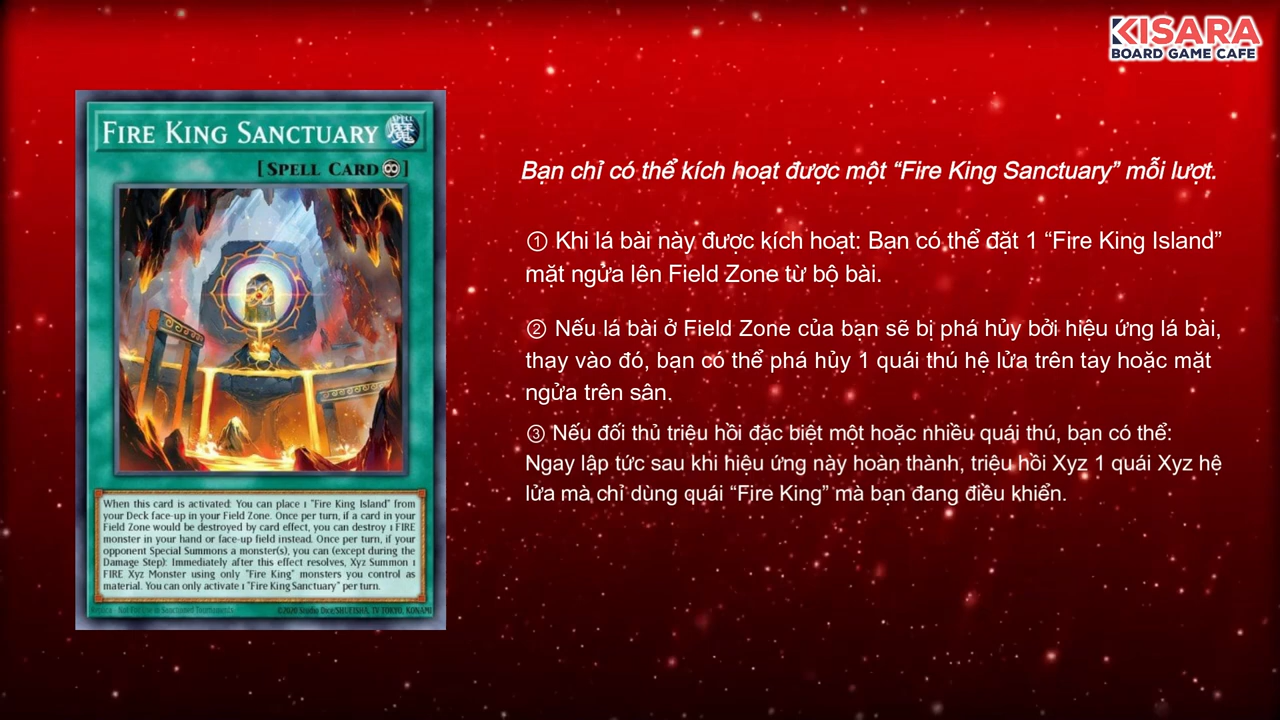 KISARA
BOARD GAME CAFE
FIRE KING SANCTUARY
SPELL
魔
[SPELL CARD∞]
Bạn chỉ có thể kích hoạt được một “Fire King Sanctuary” mỗi lượt.
① Khi lá bài này được kích hoạt: Bạn có thể đặt 1 “Fire King Island”
mặt ngửa lên Field Zone từ bộ bài.
② Nếu lá bài ở Field Zone của bạn sẽ bị phá hủy bởi hiệu ứng lá bài,
thay vào đó, bạn có thể phá hủy 1 quái thú hệ lửa trên tay hoặc mặt
ngửa trên sân.
③ Nếu đối thủ triệu hồi đặc biệt một hoặc nhiều quái thú, bạn có thể:
Ngay lập tức sau khi hiệu ứng này hoàn thành, triệu hồi Xyz 1 quái Xyz hệ
lửa mà chỉ dùng quái “Fire King” mà bạn đang điều khiển.
When this card is activated: You can place 1 "Fire King Island" from
your Deck face-up in your Field Zone. Once per turn, if a card in your
Field Zone would be destroyed by card effect, you can destroy 1 FIRE
monster in your hand or face-up field instead. Once per turn, if your
opponent Special Summons a monster(s), you can (except during the
Damage Step): Immediately after this effect resolves, Xyz Summon 1
FIRE Xyz Monster using only "Fire King" monsters you control as
material. You can only activate 1 "Fire King Sanctuary" per turn.
Replica - Not For Use in Sanctioned Tournaments
©2020 Studio Dice/SHUEISHA, TV TOKYO, KONAMI